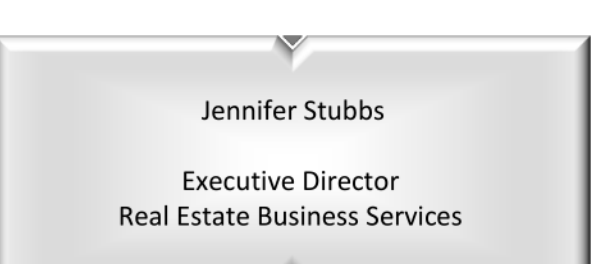 Jennifer Stubbs
Executive Director
Real Estate Business Services